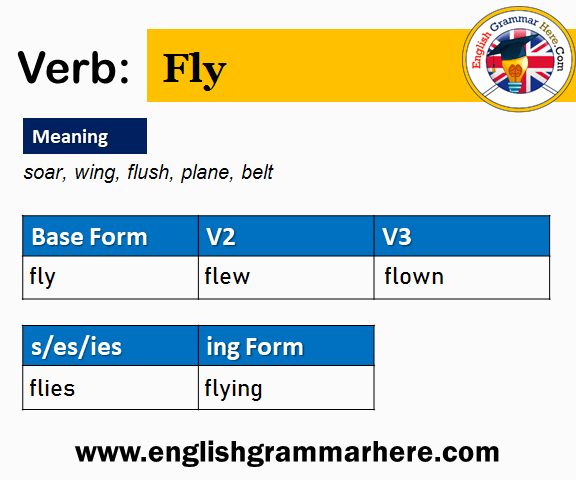 Verb: Fly
English Grammar Here.Com
Meaning
soar, wing, flush, plane, belt
Base Form V2 V3
fly flew flown
s/es/ies ing Form
flies flying
www.englishgrammarhere.com